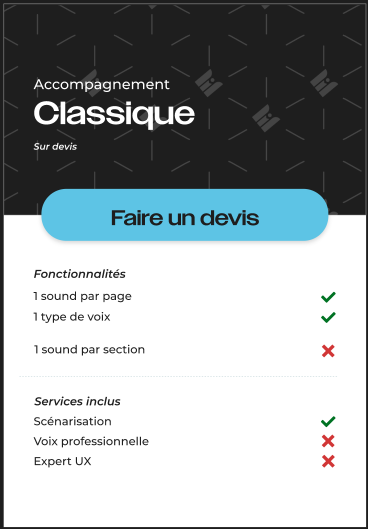 Accompagnement
Classique
Sur devis
Faire un devis
Fonctionnalités
1 sound par page
1 type de voix
1 sound par section
Services inclus
Scénarisation
Voix professionnelle
Expert UX